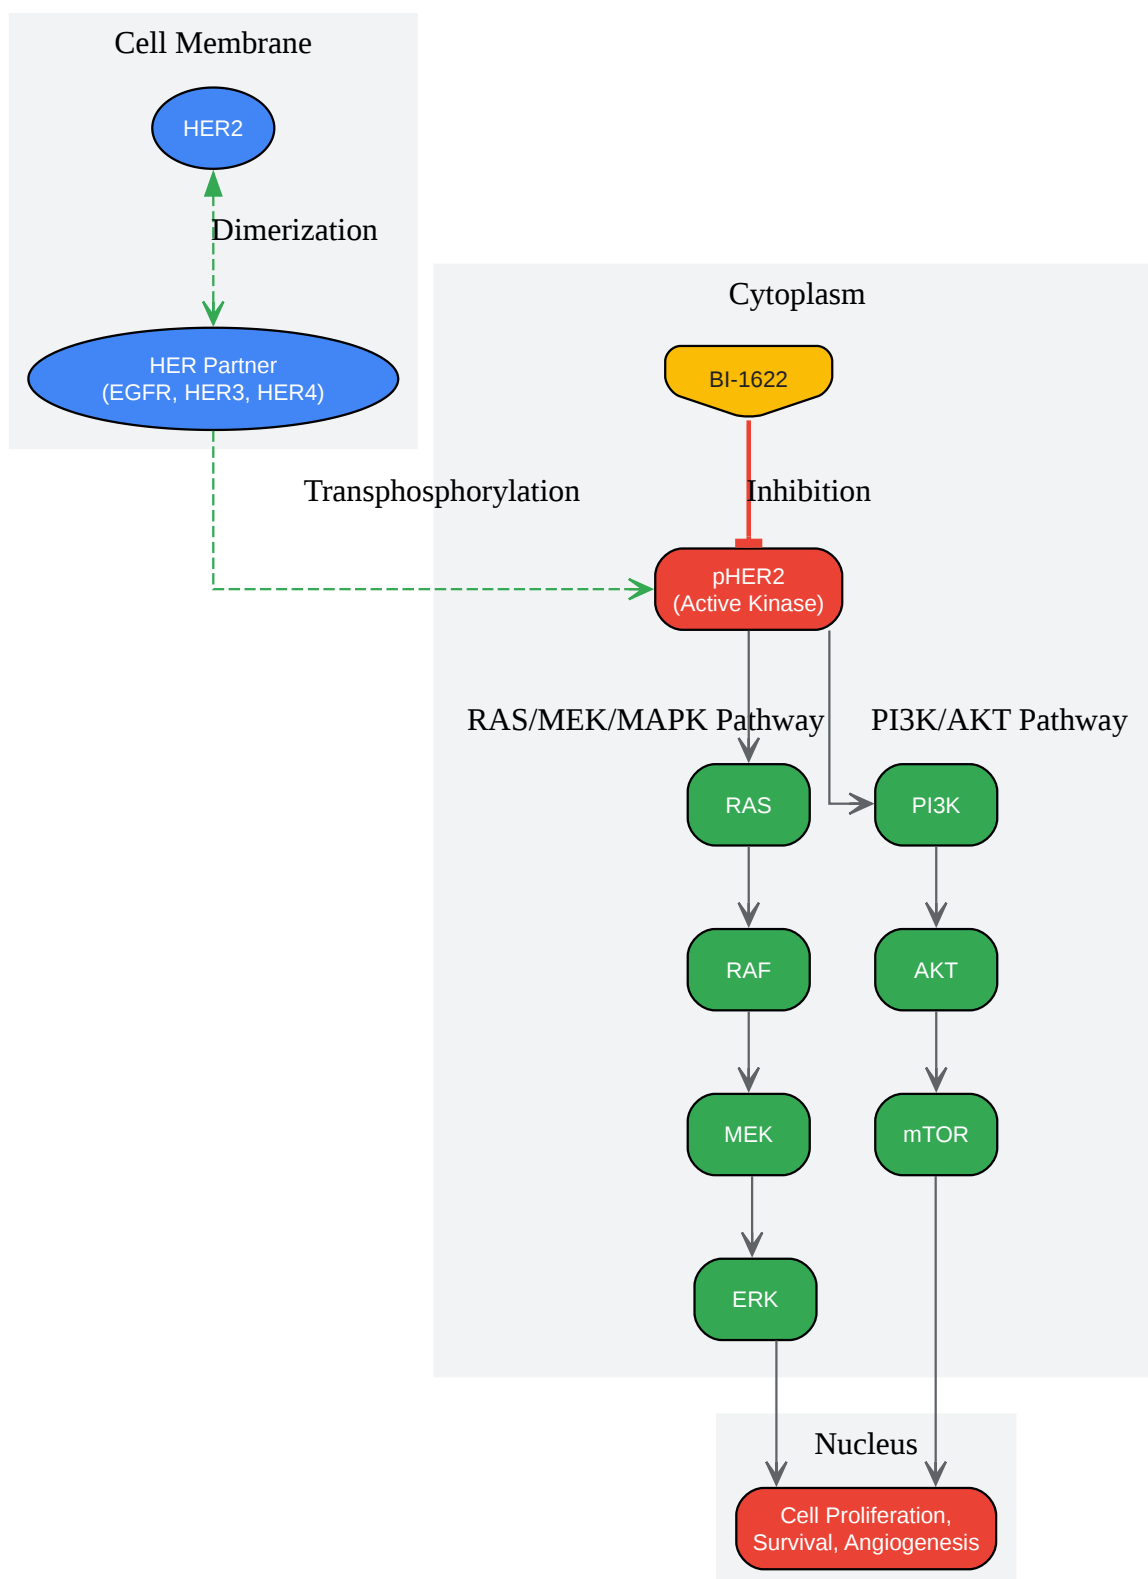 Cell Membrane
HER2
Dimerization
HER Partner
(EGFR, HER3, HER4)
Cytoplasm
BI-1622
Transphosphorylation
Inhibition
pHER2
(Active Kinase)
RAS/MEK/MAPK Pathway
PI3K/AKT Pathway
RAS
PI3K
RAF
AKT
MEK
mTOR
ERK
Nucleus
Cell Proliferation,
Survival, Angiogenesis